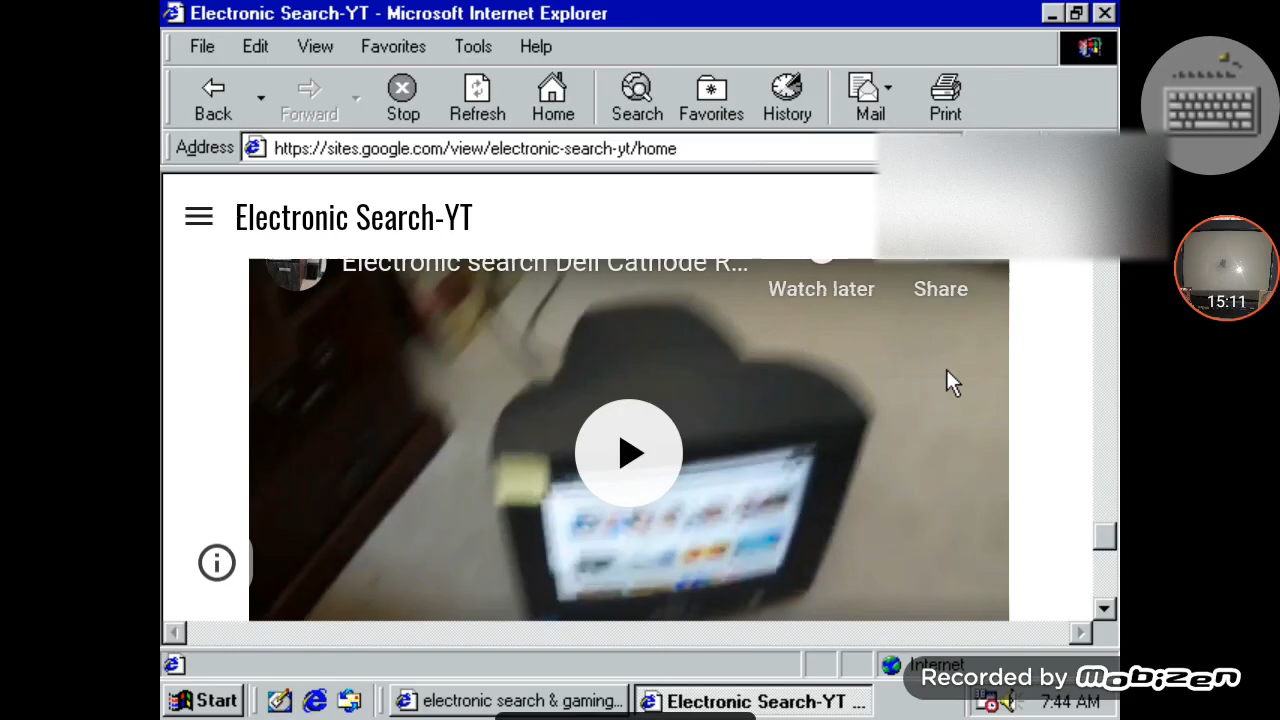 Electronic Search-YT - Microsoft Internet Explorer
File Edit View Favorites Tools Help
Back Forward Stop Refresh Home Search Favorites History Mail Print
Address https://sites.google.com/view/electronic-search-yt/home
Electronic Search-YT
Electronic search Dell Cathode R...
Watch later Share
15:11
Internet
Recorded by mobizen
Start electronic search & gaming... Electronic Search-YT ... 7:44 AM